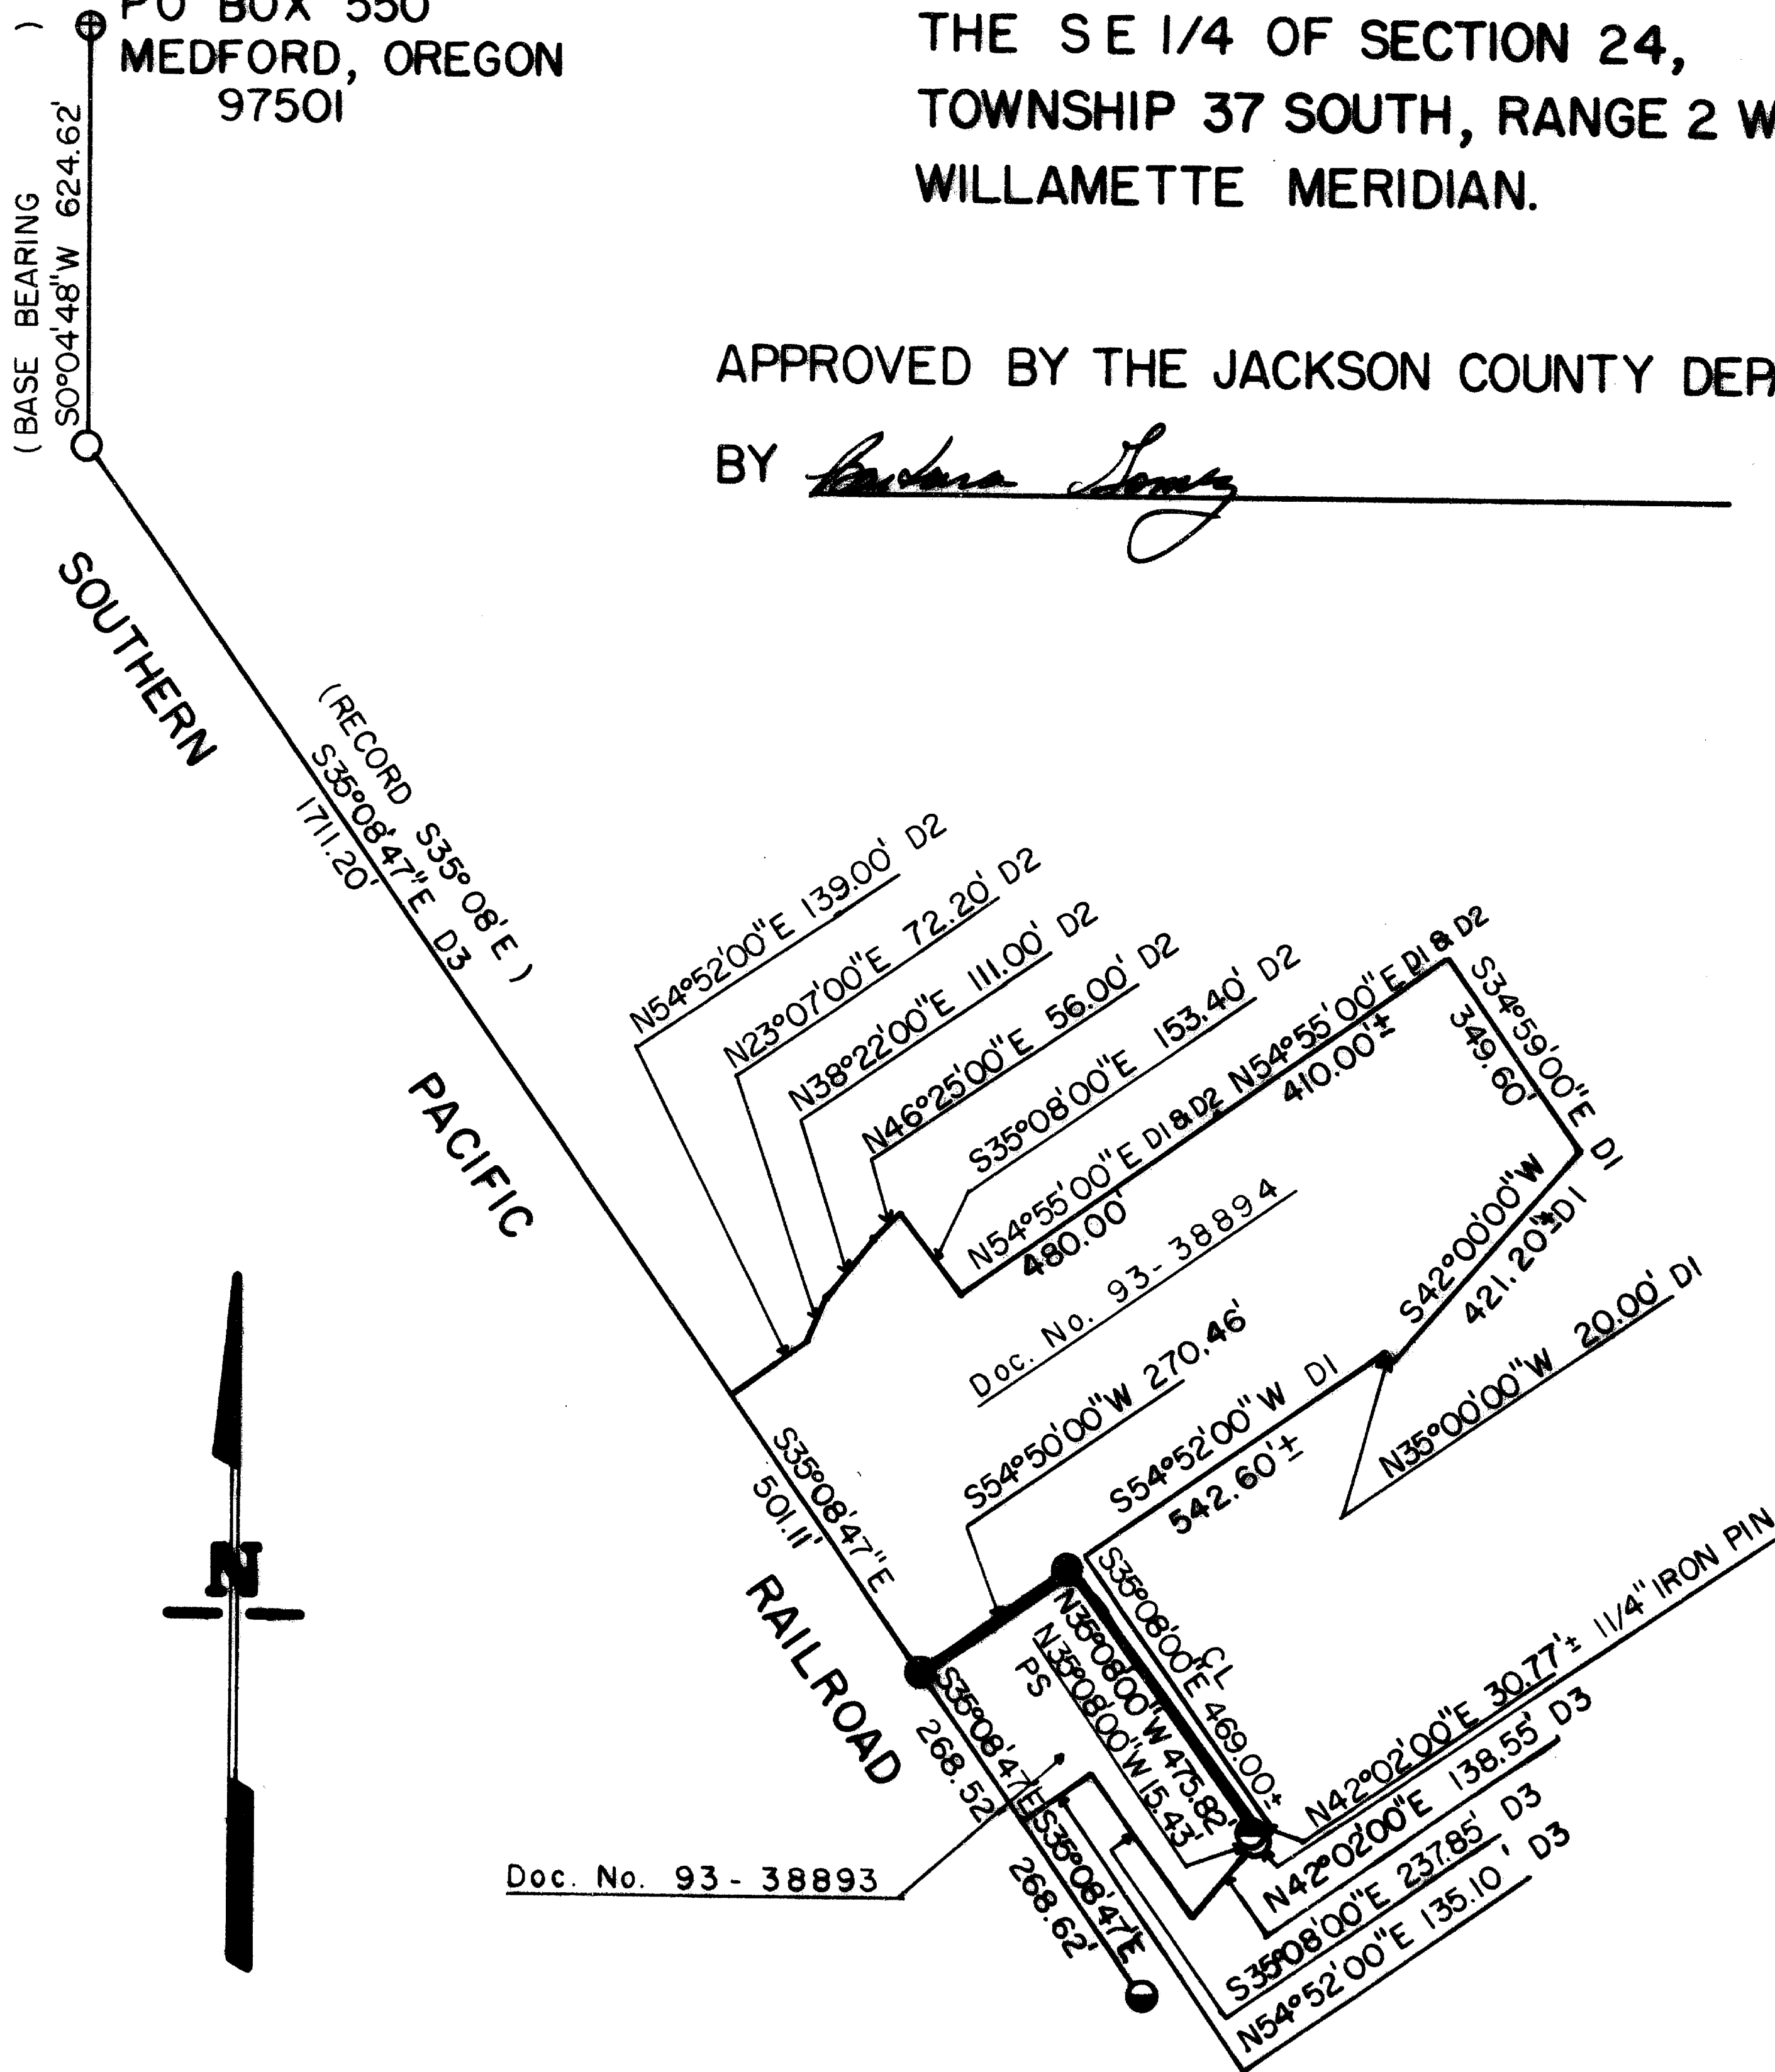 PO BOX 550
MEDFORD, OREGON
97501
THE SE 1/4 OF SECTION 24,
TOWNSHIP 37 SOUTH, RANGE 2 W
WILLAMETTE MERIDIAN.
(BASE BEARING )
S0°04'48"W 624.62'
APPROVED BY THE JACKSON COUNTY DEP
BY Barbara
SOUTHERN
PACIFIC
RAILROAD
(RECORD S35°08'E )
S35°08'47"E D3
1711.20'
N54°52'00"E 139.00' D2
N23°07'00"E 72.20' D2
N38°22'00"E 111.00' D2
N46°25'00"E 56.00' D2
S35°08'00"E 153.40' D2
N54°55'00"E D1 & D2
480.00'
N54°55'00"E D1 & D2
410.00'±
S34°59'00"E D1
349.60'
S42°00'00"W
421.20'± D1
Doc. No. 93-38894
N35°00'00"W 20.00' D1
S54°50'00"W 270.46'
S54°52'00"W D1
542.60'±
S35°08'47"E
501.11'
N
CL
S35°08'00"E 469.00'±
N35°08'00"W 475.82'
N35°08'00"W 15.43'
PS
S35°08'47"E
268.52'
S35°08'47"E
268.62'
Doc. No. 93-38893
N42°02'00"E 30.77'± 1 1/4" IRON PIN
N42°02'00"E 138.55' D3
S35°08'00"E 237.85' D3
N54°52'00"E 135.10' D3